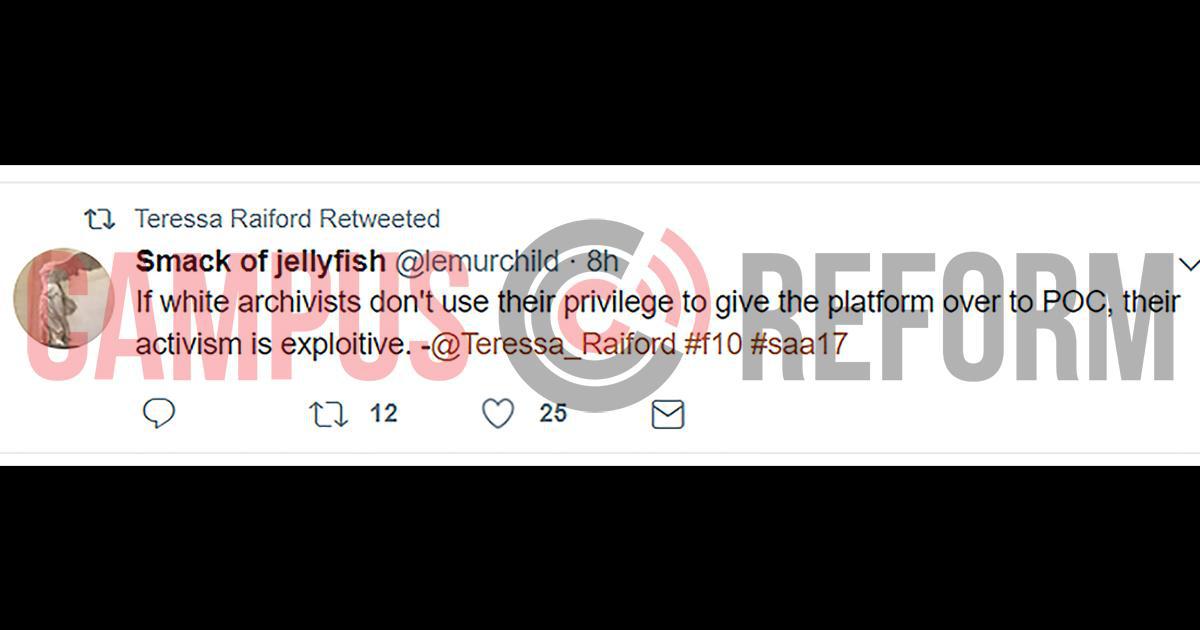 Teressa Raiford Retweeted
Smack of jellyfish @lemurchild · 8h
If white archivists don't use their privilege to give the platform over to POC, their
activism is exploitive. -@Teressa_Raiford #f10 #saa17
12 25
CAMPUS REFORM